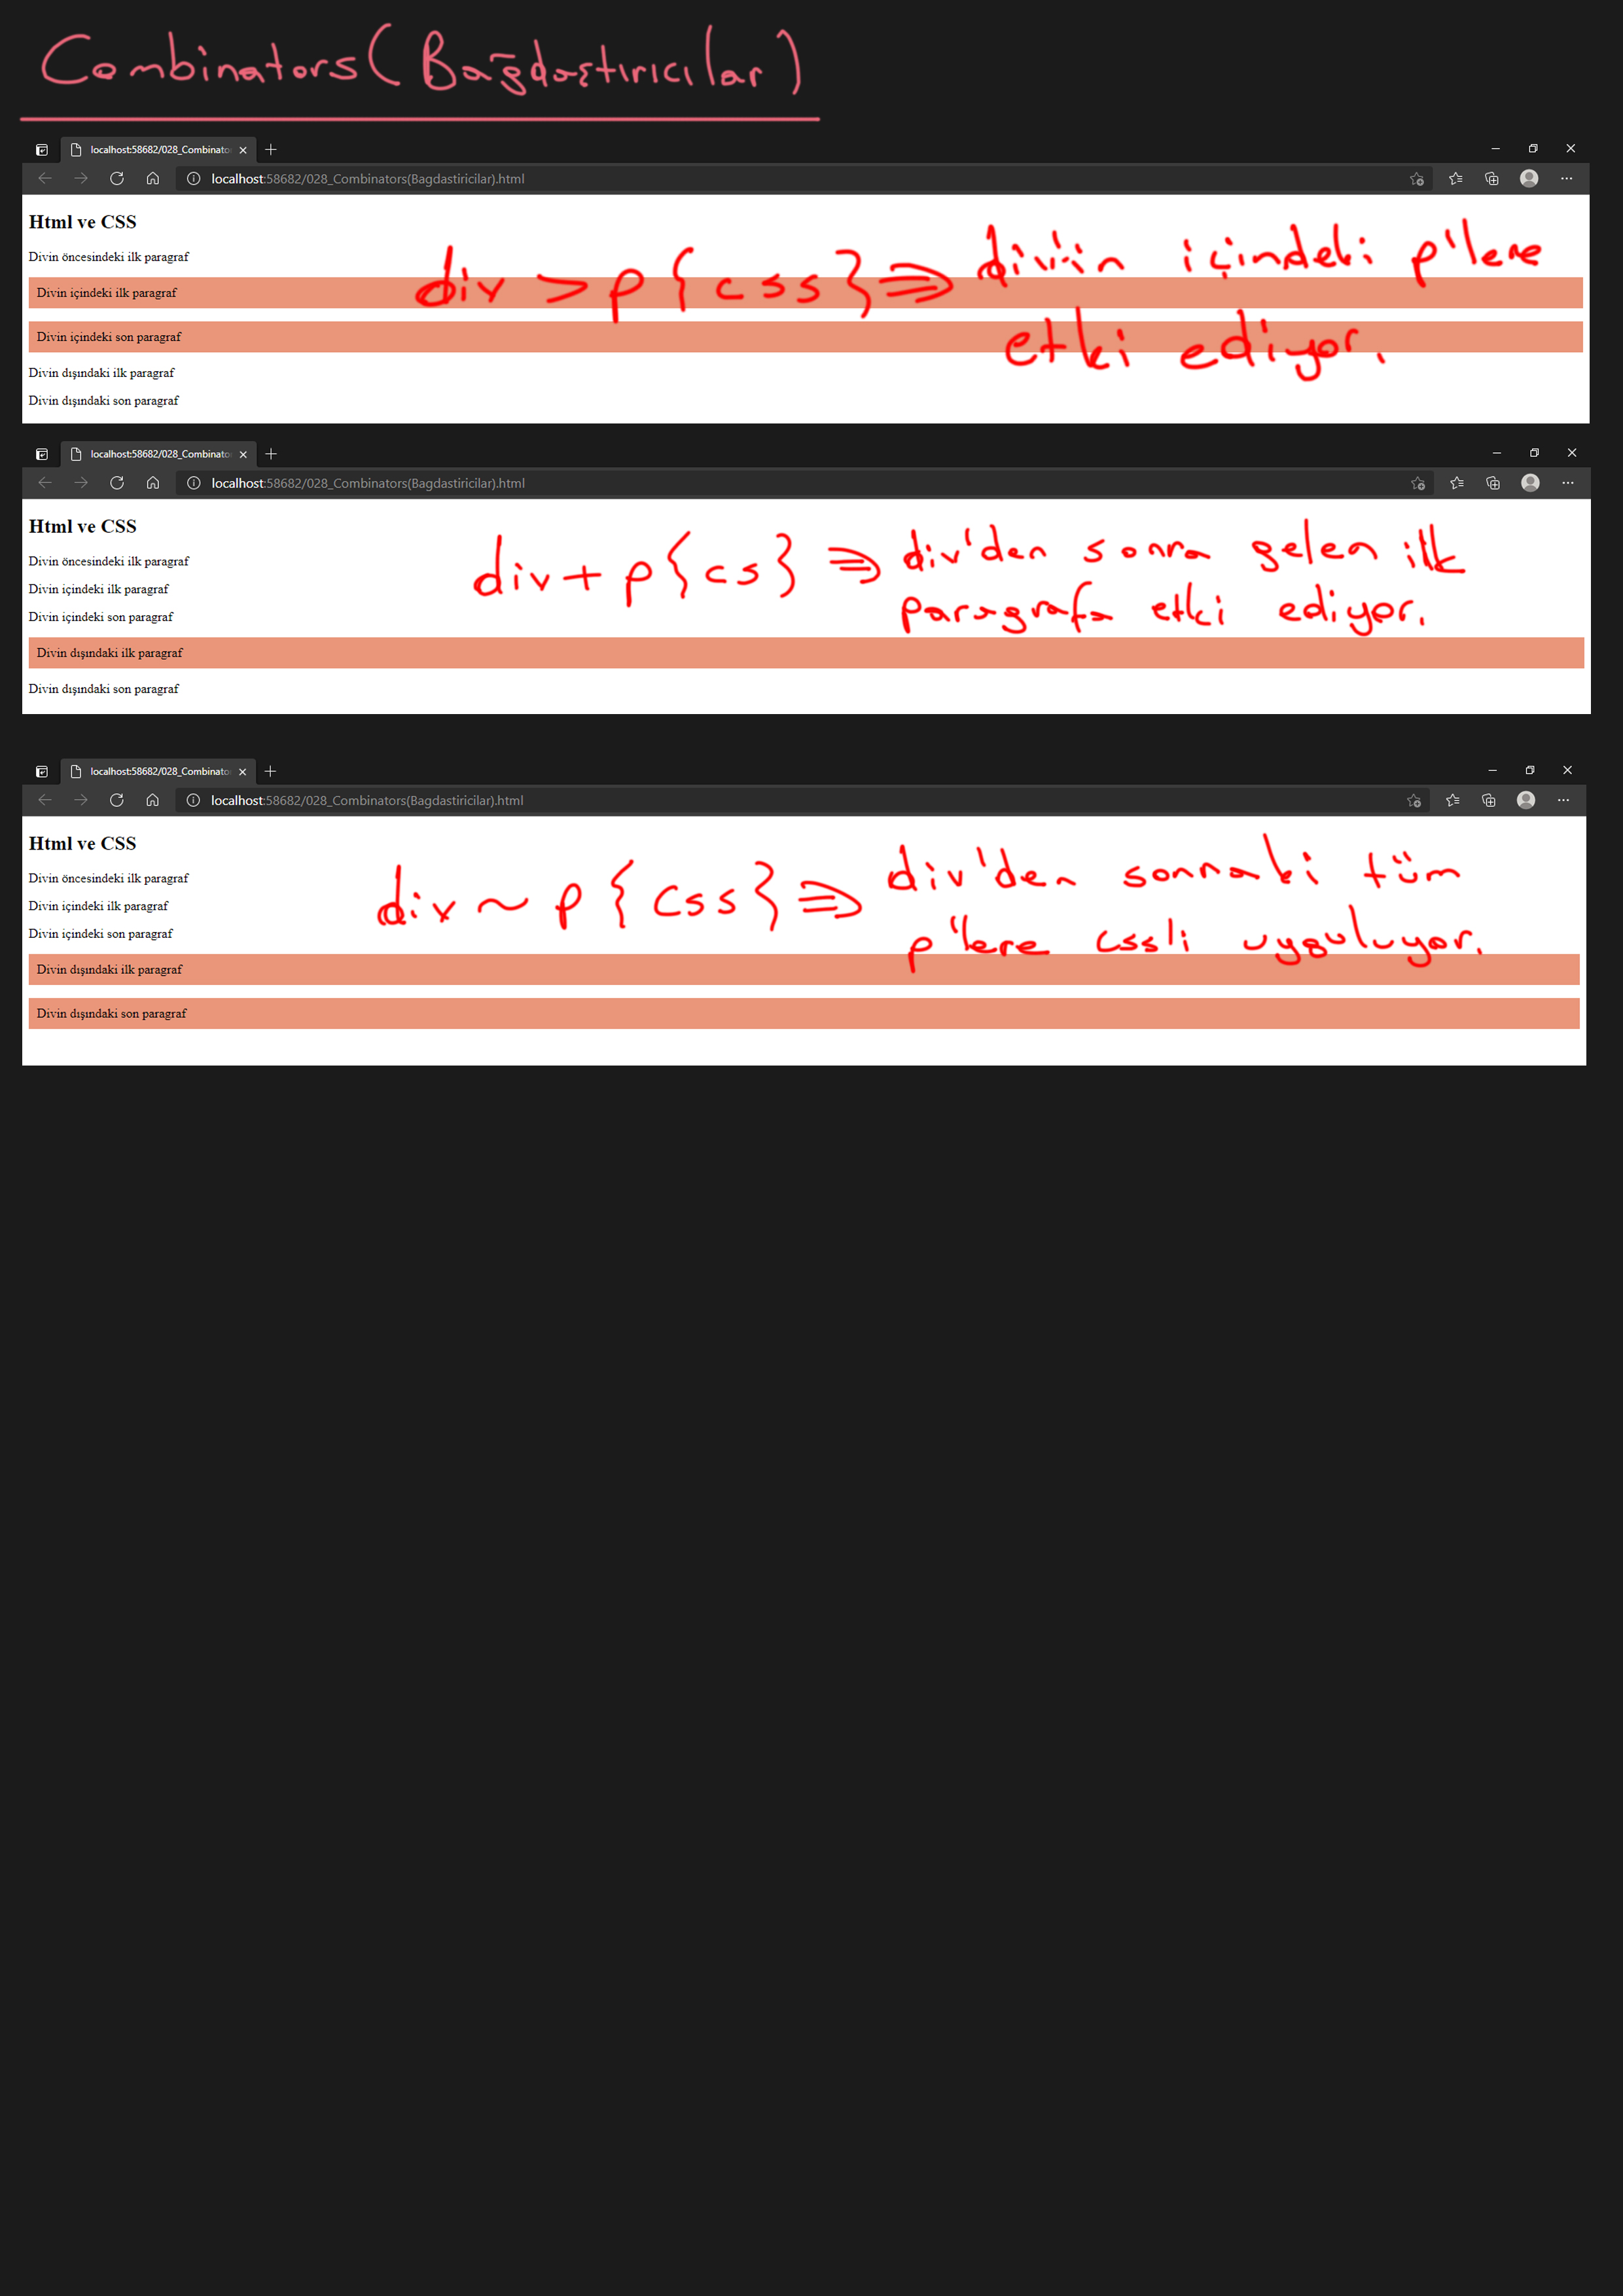 Combinators(Bağdaştırıcılar)
localhost:58682/028_Combinato
localhost:58682/028_Combinators(Bagdastiricilar).html
Html ve CSS
Divin öncesindeki ilk paragraf
Divin içindeki ilk paragraf
Divin içindeki son paragraf
Divin dışındaki ilk paragraf
Divin dışındaki son paragraf
div > p { css } ⇒ div'in içindeki p'lere
etki ediyor.
localhost:58682/028_Combinato
localhost:58682/028_Combinators(Bagdastiricilar).html
Html ve CSS
Divin öncesindeki ilk paragraf
Divin içindeki ilk paragraf
Divin içindeki son paragraf
Divin dışındaki ilk paragraf
Divin dışındaki son paragraf
div + p { cs } ⇒ div'den sonra gelen ilk
paragrafa etki ediyor.
localhost:58682/028_Combinato
localhost:58682/028_Combinators(Bagdastiricilar).html
Html ve CSS
Divin öncesindeki ilk paragraf
Divin içindeki ilk paragraf
Divin içindeki son paragraf
Divin dışındaki ilk paragraf
Divin dışındaki son paragraf
div ~ p { css } ⇒ div'den sonraki tüm
p'lere cssli uyguluyor.